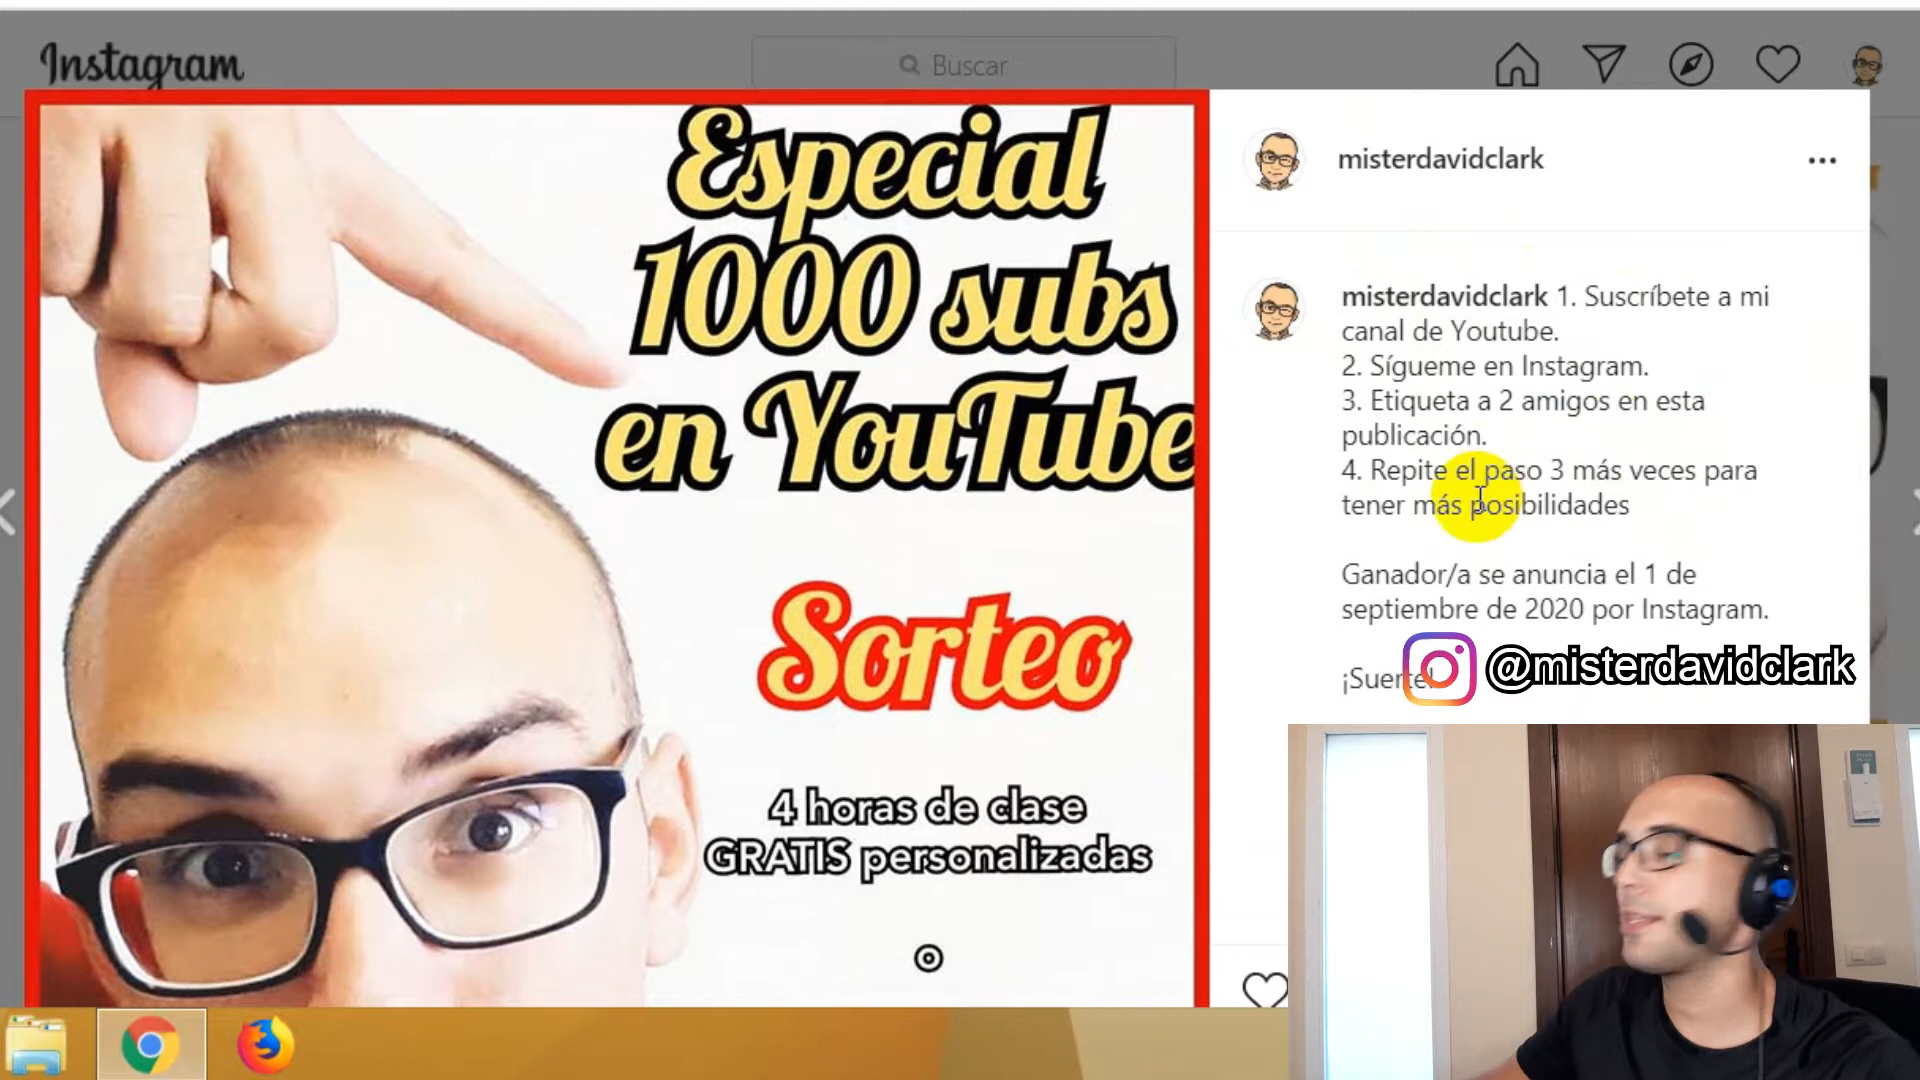 Instagram
Buscar
Especial
1000 subs
en YouTube
Sorteo
4 horas de clase
GRATIS personalizadas
misterdavidclark
misterdavidclark 1. Suscríbete a mi
canal de Youtube.
2. Sígueme en Instagram.
3. Etiqueta a 2 amigos en esta
publicación.
4. Repite el paso 3 más veces para
tener más posibilidades
Ganador/a se anuncia el 1 de
septiembre de 2020 por Instagram.
¡Suerte!
@misterdavidclark